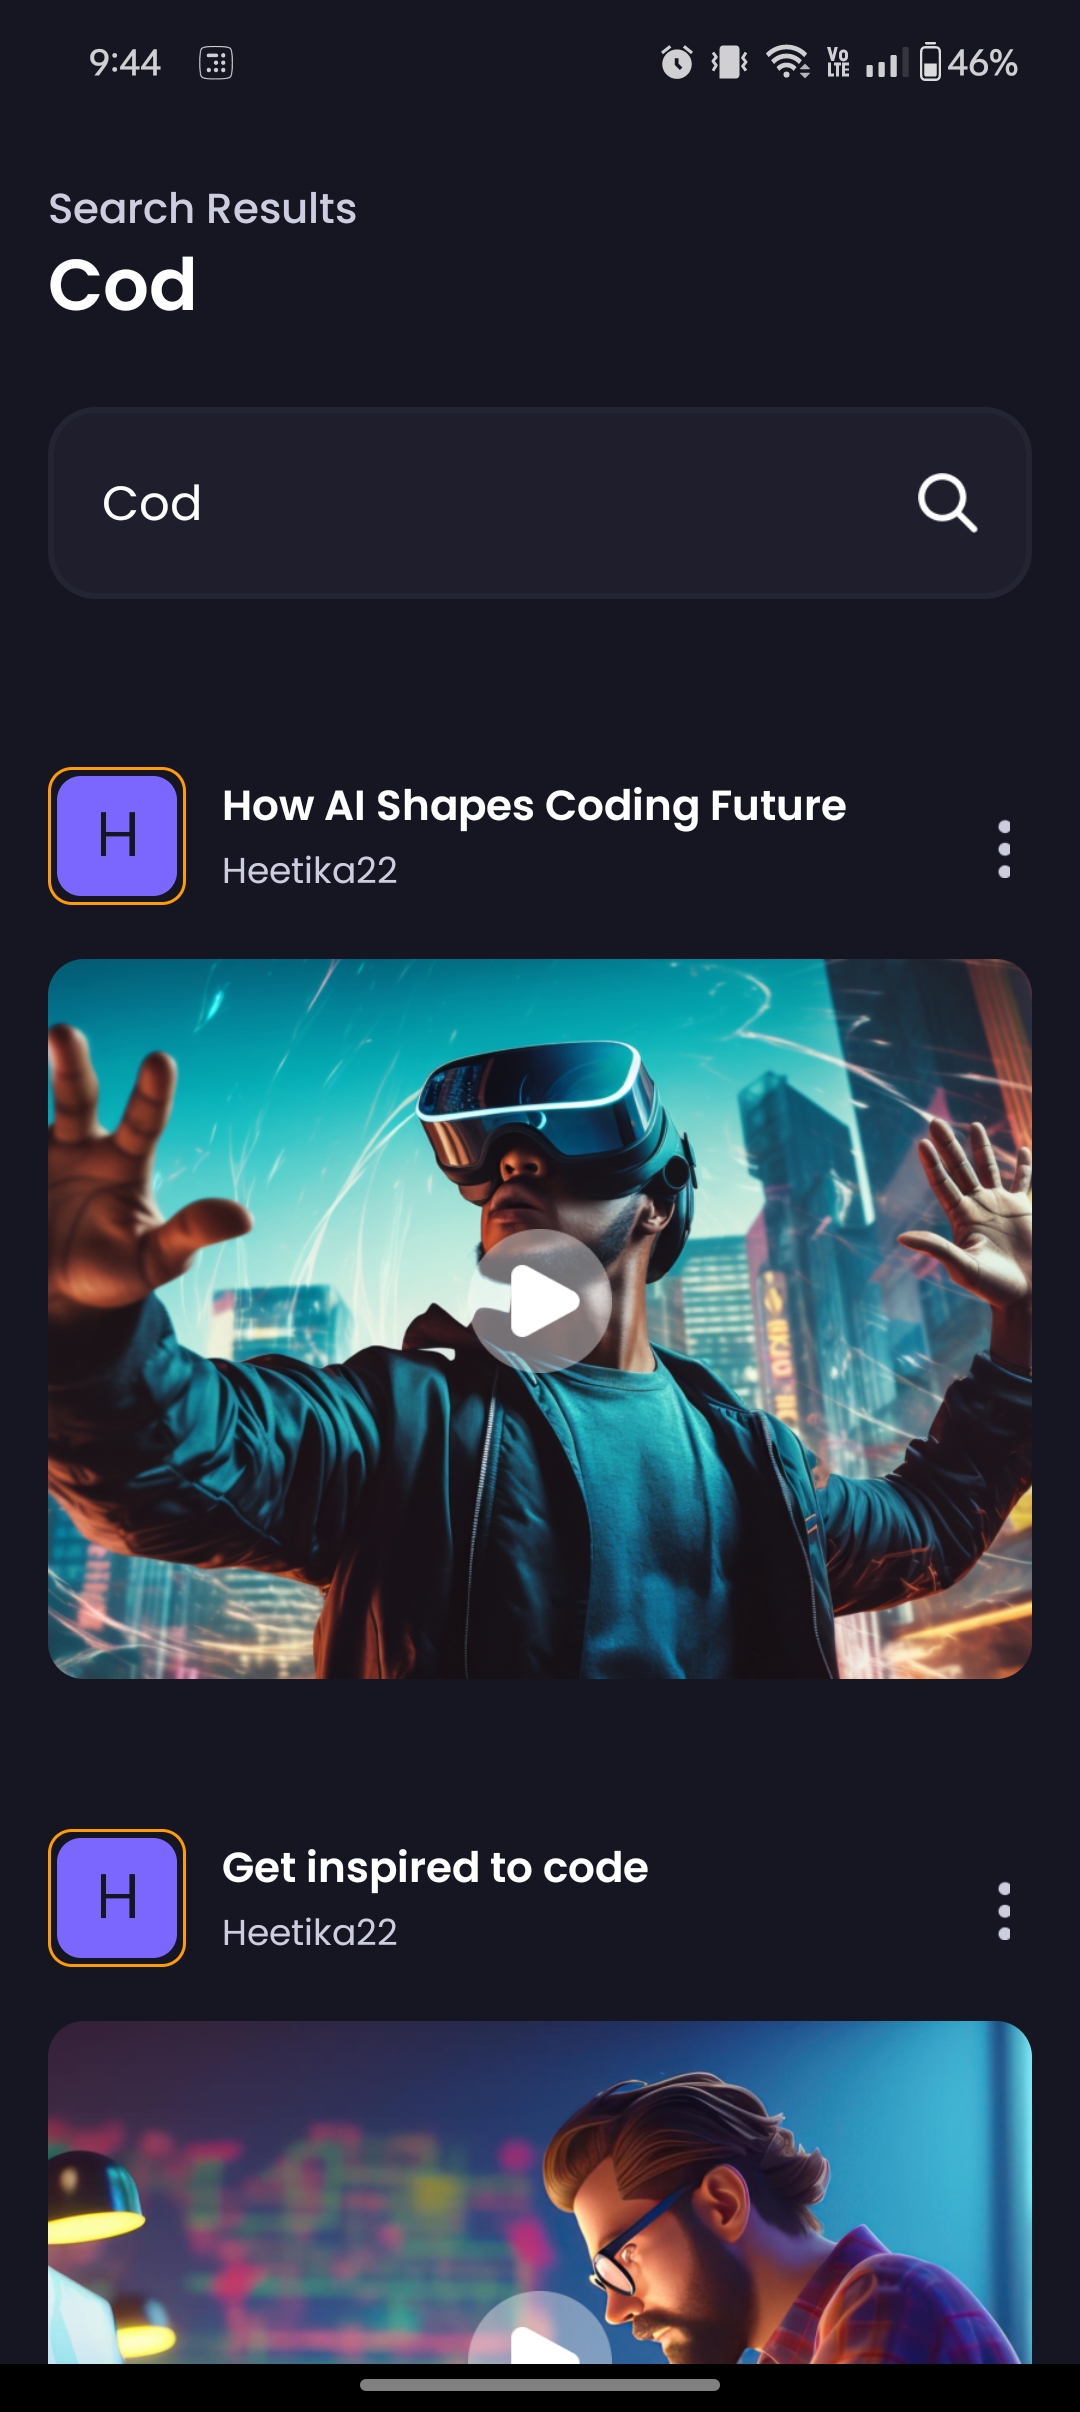 9:44
Vo
LTE
46%
Search Results
Cod
Cod
H
How AI Shapes Coding Future
Heetika22
H
Get inspired to code
Heetika22